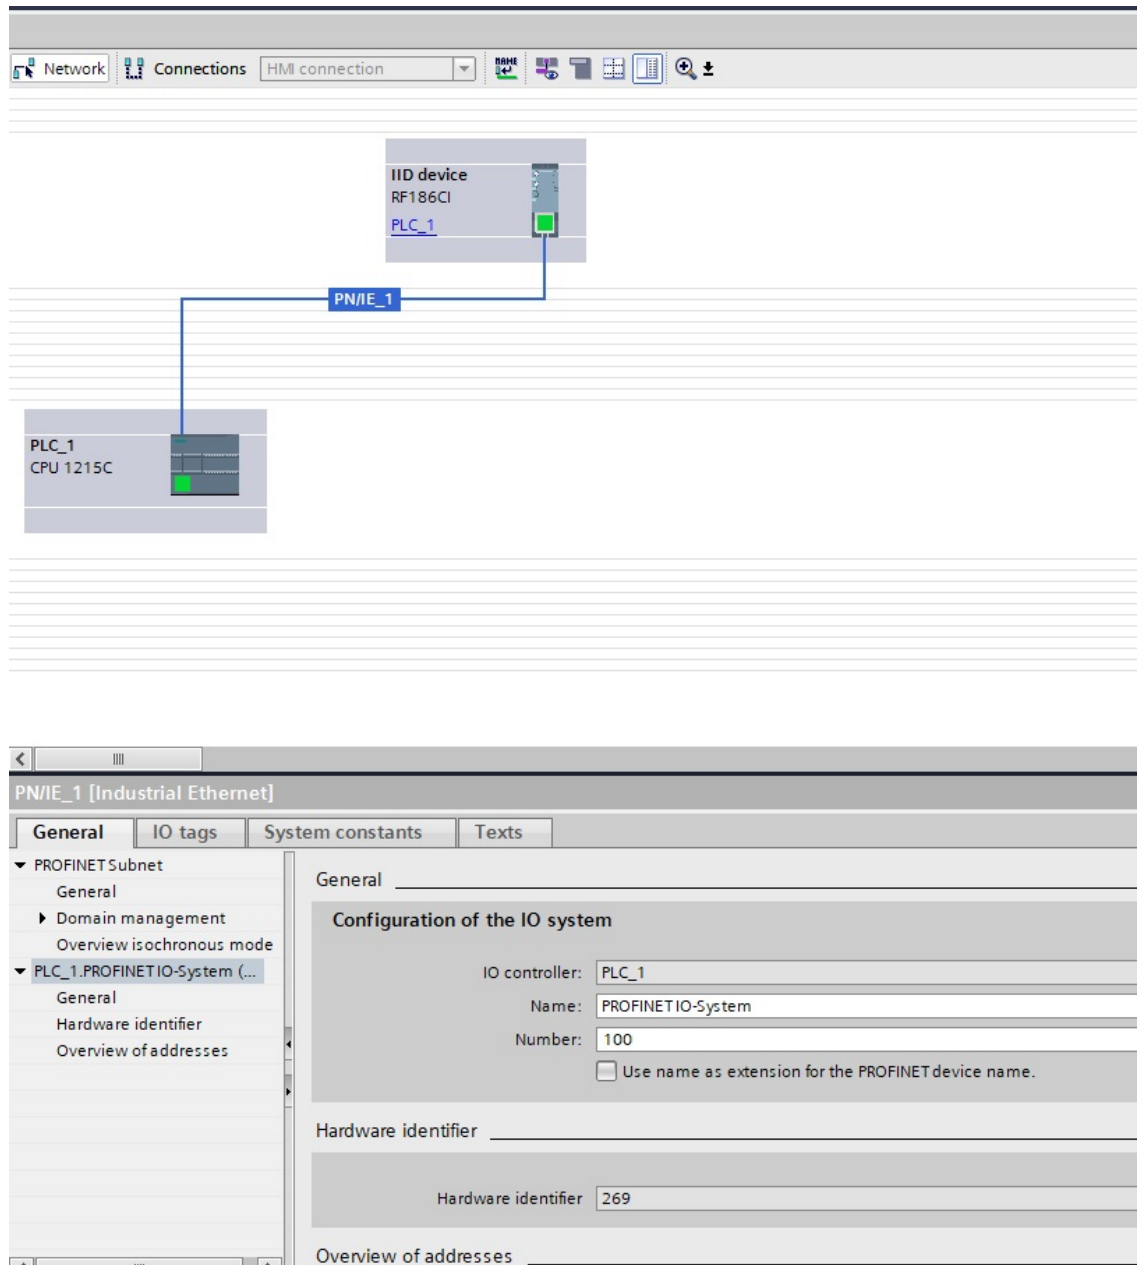 Network Connections HMI connection
IID device
RF186CI
PLC_1
PN/IE_1
PLC_1
CPU 1215C
PN/IE_1 [Industrial Ethernet]
General IO tags System constants Texts
PROFINET Subnet
General
Domain management
Overview isochronous mode
PLC_1.PROFINET IO-System (...
General
Hardware identifier
Overview of addresses
General
Configuration of the IO system
IO controller: PLC_1
Name: PROFINET IO-System
Number: 100
Use name as extension for the PROFINET device name.
Hardware identifier
Hardware identifier 269
Overview of addresses